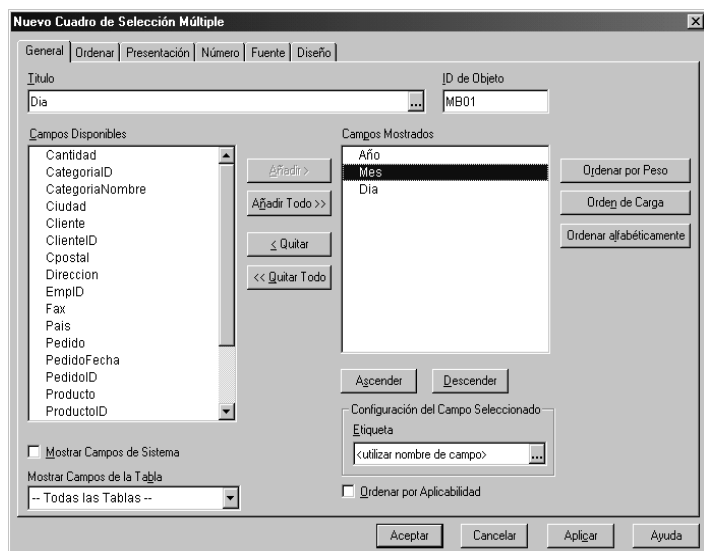 Nuevo Cuadro de Selección Múltiple
General Ordenar Presentación Número Fuente Diseño
Titulo ID de Objeto
Dia ... MB01
Campos Disponibles
Cantidad
CategoriaID
CategoriaNombre
Ciudad
Cliente
ClienteID
Cpostal
Direccion
EmpID
Fax
Pais
Pedido
PedidoFecha
PedidoID
Producto
ProductoID
Añadir >
Añadir Todo >>
< Quitar
<< Quitar Todo
Campos Mostrados
Año
Mes
Dia
Ordenar por Peso
Orden de Carga
Ordenar alfabéticamente
Ascender Descender
Configuración del Campo Seleccionado
Etiqueta
<utilizar nombre de campo> ...
Mostrar Campos de Sistema
Mostrar Campos de la Tabla
-- Todas las Tablas --
Ordenar por Aplicabilidad
Aceptar Cancelar Aplicar Ayuda